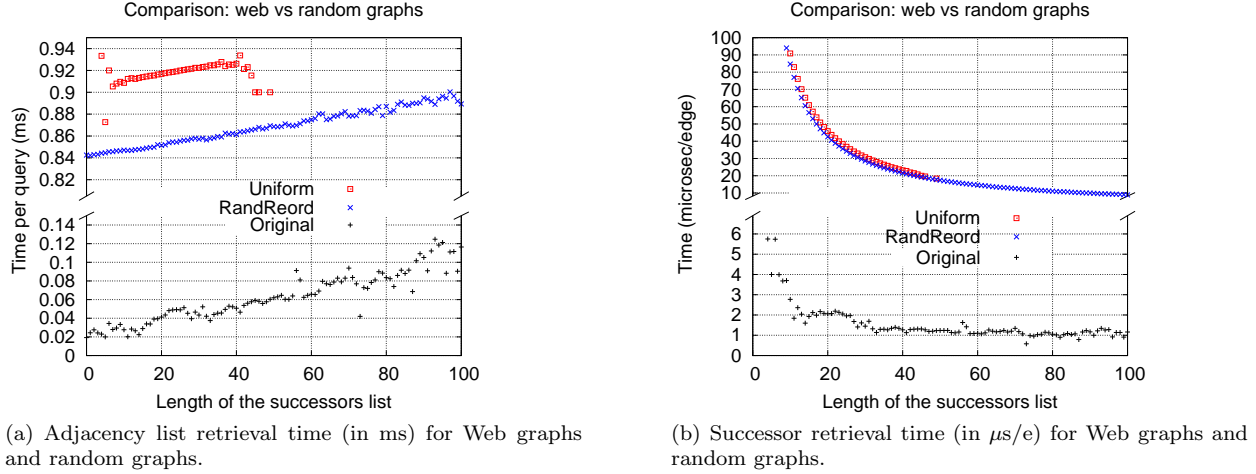 Comparison: web vs random graphs
Time per query (ms)
0.94
0.92
0.9
0.88
0.86
0.84
0.82
Uniform
RandReord
Original
0.14
0.12
0.1
0.08
0.06
0.04
0.02
0
0 20 40 60 80 100
Length of the successors list
(a) Adjacency list retrieval time (in ms) for Web graphs
and random graphs.
Comparison: web vs random graphs
Time (microsec/edge)
100
90
80
70
60
50
40
30
20
10
Uniform
RandReord
Original
6
5
4
3
2
1
0
20 40 60 80 100
Length of the successors list
(b) Successor retrieval time (in μs/e) for Web graphs and
random graphs.